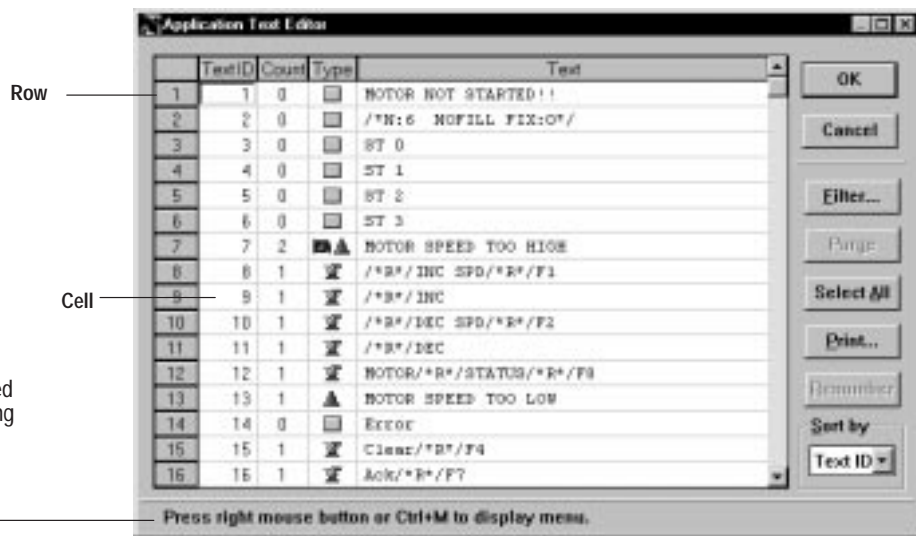 Application Text Editor
TextID Count Type Text
1 1 0 MOTOR NOT STARTED!!
2 2 0 /*N:6 NOFILL FIX:0*/
3 3 0 ST 0
4 4 0 ST 1
5 5 0 ST 2
6 6 0 ST 3
7 7 2 MOTOR SPEED TOO HIGH
8 8 1 /*R*/INC SPD/*R*/F1
9 9 1 /*R*/INC
10 10 1 /*R*/DEC SPD/*R*/F2
11 11 1 /*R*/DEC
12 12 1 MOTOR/*R*/STATUS/*R*/F8
13 13 1 MOTOR SPEED TOO LOW
14 14 0 Error
15 15 1 Clear/*R*/F4
16 16 1 Ack/*R*/F7
OK
Cancel
Filter...
Purge
Select All
Print...
Renumber
Sort by
Text ID
Press right mouse button or Ctrl+M to display menu.
Row
Cell
ed
ng